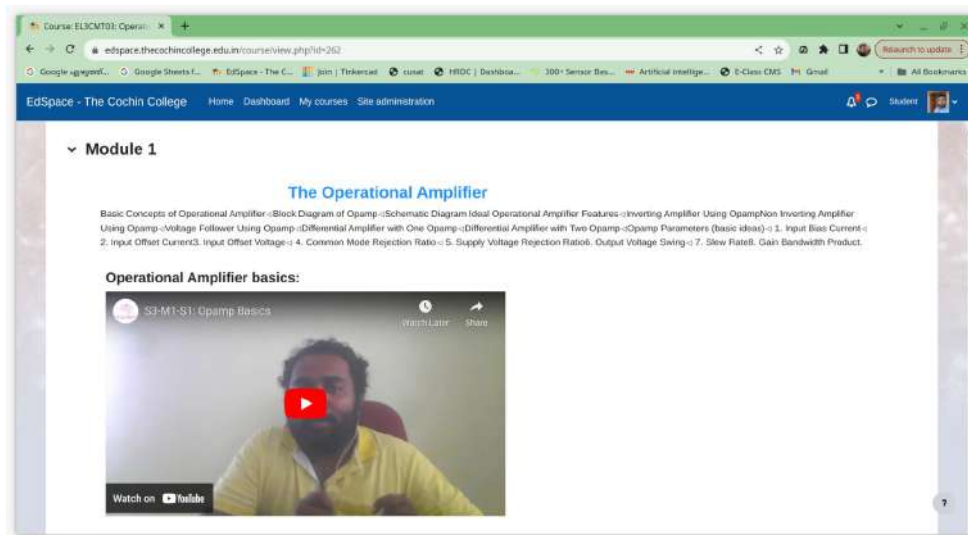 Course: EL3CMT03: Operati
edspace.thecochincollege.edu.in/course/view.php?id=262
Relaunch to update
Google Sheets f... EdSpace - The C... Join | Tinkercad cusat HRDC | Dashboa... 300+ Sensor Bes... Artificial Intellige... E-Class CMS Gmail All Bookmarks
EdSpace - The Cochin College Home Dashboard My courses Site administration Student
Module 1
The Operational Amplifier
Basic Concepts of Operational Amplifier ◁Block Diagram of Opamp ◁Schematic Diagram Ideal Operational Amplifier Features ◁Inverting Amplifier Using OpampNon Inverting Amplifier
Using Opamp ◁Voltage Follower Using Opamp ◁Differential Amplifier with One Opamp ◁Differential Amplifier with Two Opamp ◁Opamp Parameters (basic ideas) ◁ 1. Input Bias Current ◁
2. Input Offset Current3. Input Offset Voltage ◁ 4. Common Mode Rejection Ratio ◁ 5. Supply Voltage Rejection Ratio6. Output Voltage Swing ◁ 7. Slew Rate8. Gain Bandwidth Product.
Operational Amplifier basics:
S3-M1-S1: Opamp Basics
Watch Later Share
Watch on YouTube
?